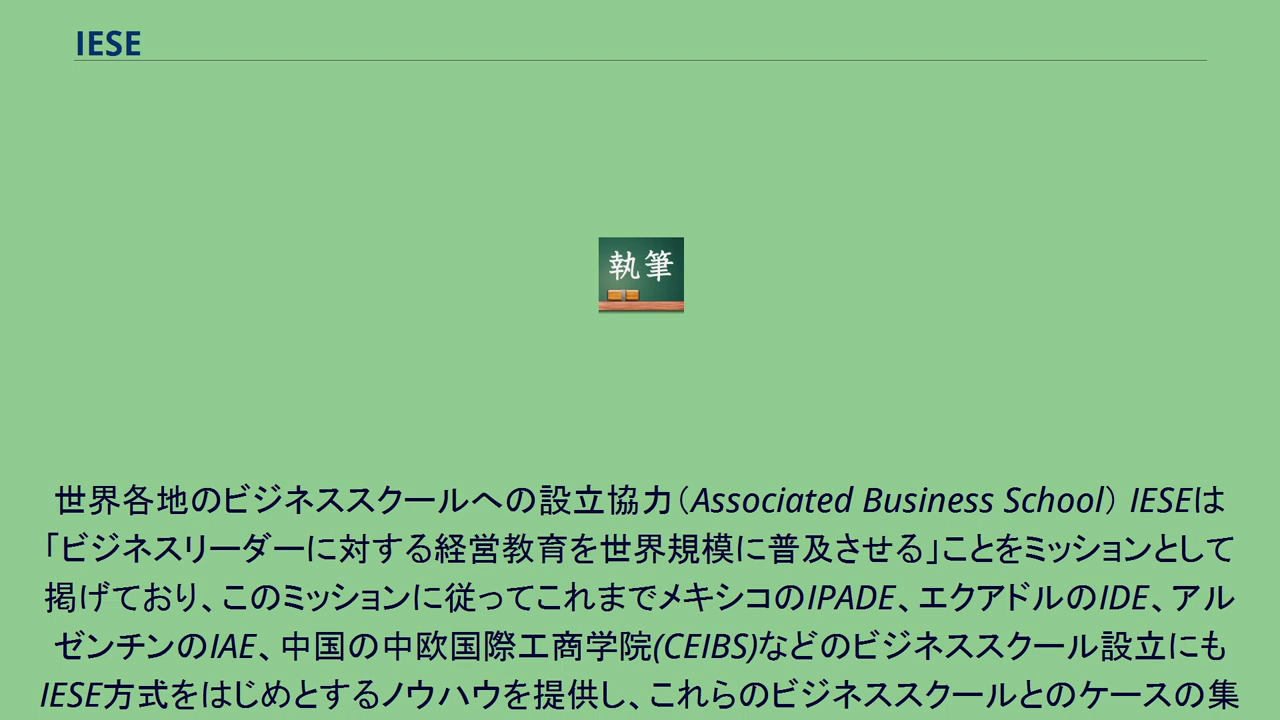 IESE
執筆
世界各地のビジネススクールへの設立協力（Associated Business School） IESEは
「ビジネスリーダーに対する経営教育を世界規模に普及させる」ことをミッションとして
掲げており、このミッションに従ってこれまでメキシコのIPADE、エクアドルのIDE、アル
ゼンチンのIAE、中国の中欧国際工商学院(CEIBS)などのビジネススクール設立にも
IESE方式をはじめとするノウハウを提供し、これらのビジネススクールとのケースの集